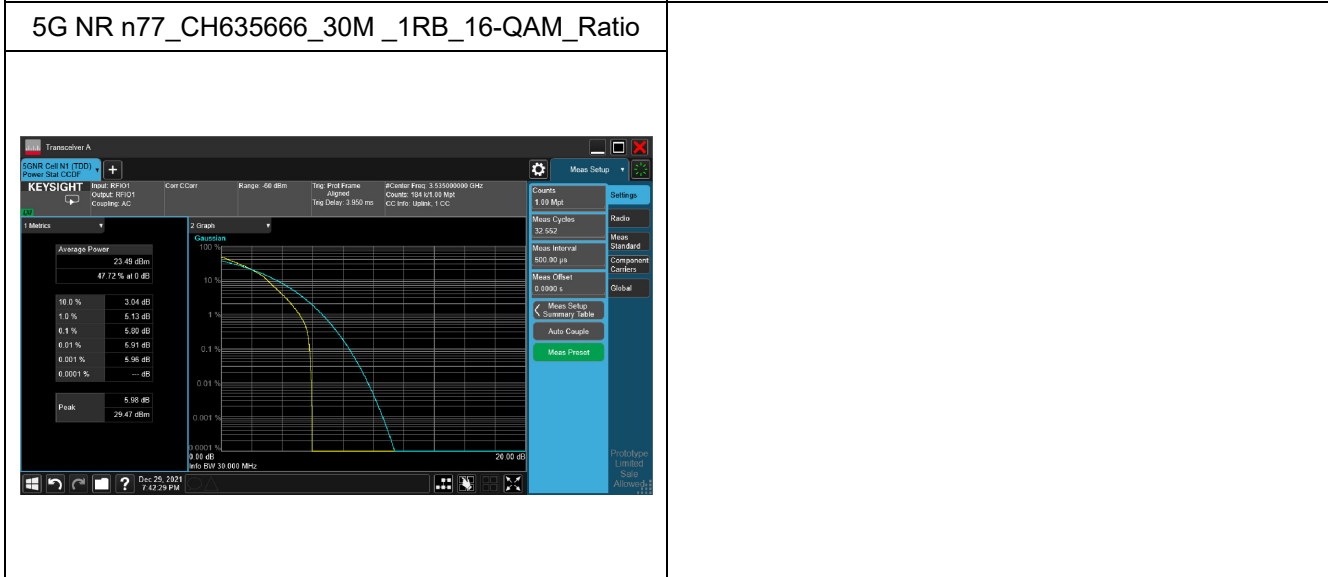 5G NR n77_CH635666_30M _1RB_16-QAM_Ratio
Transceiver A
5GNR Cell N1 (TDD)
Power Stat CCDF
+
Meas Setup
KEYSIGHT
Input: RFIO1
Output: RFIO1
Coupling: AC
Corr CCorr
Range: -60 dBm
Trig: Prot Frame
Aligned
Trig Delay: 3.950 ms
#Center Freq: 3.535000000 GHz
Counts: 184 k/1.00 Mpt
CC Info: Uplink, 1 CC
1 Metrics
Average Power
23.49 dBm
47.72 % at 0 dB
10.0 % 3.04 dB
1.0 % 5.13 dB
0.1 % 5.80 dB
0.01 % 5.91 dB
0.001 % 5.96 dB
0.0001 % --- dB
Peak
5.98 dB
29.47 dBm
2 Graph
Gaussian
100 %
10 %
1 %
0.1 %
0.01 %
0.001 %
0.0001 %
0.00 dB
20.00 dB
Info BW 30.000 MHz
Counts
1.00 Mpt
Meas Cycles
32.552
Meas Interval
500.00 µs
Meas Offset
0.0000 s
Meas Setup
Summary Table
Auto Couple
Meas Preset
Settings
Radio
Meas
Standard
Component
Carriers
Global
Prototype
Limited
Sale
Allowed
?
Dec 29, 2021
7:42:29 PM